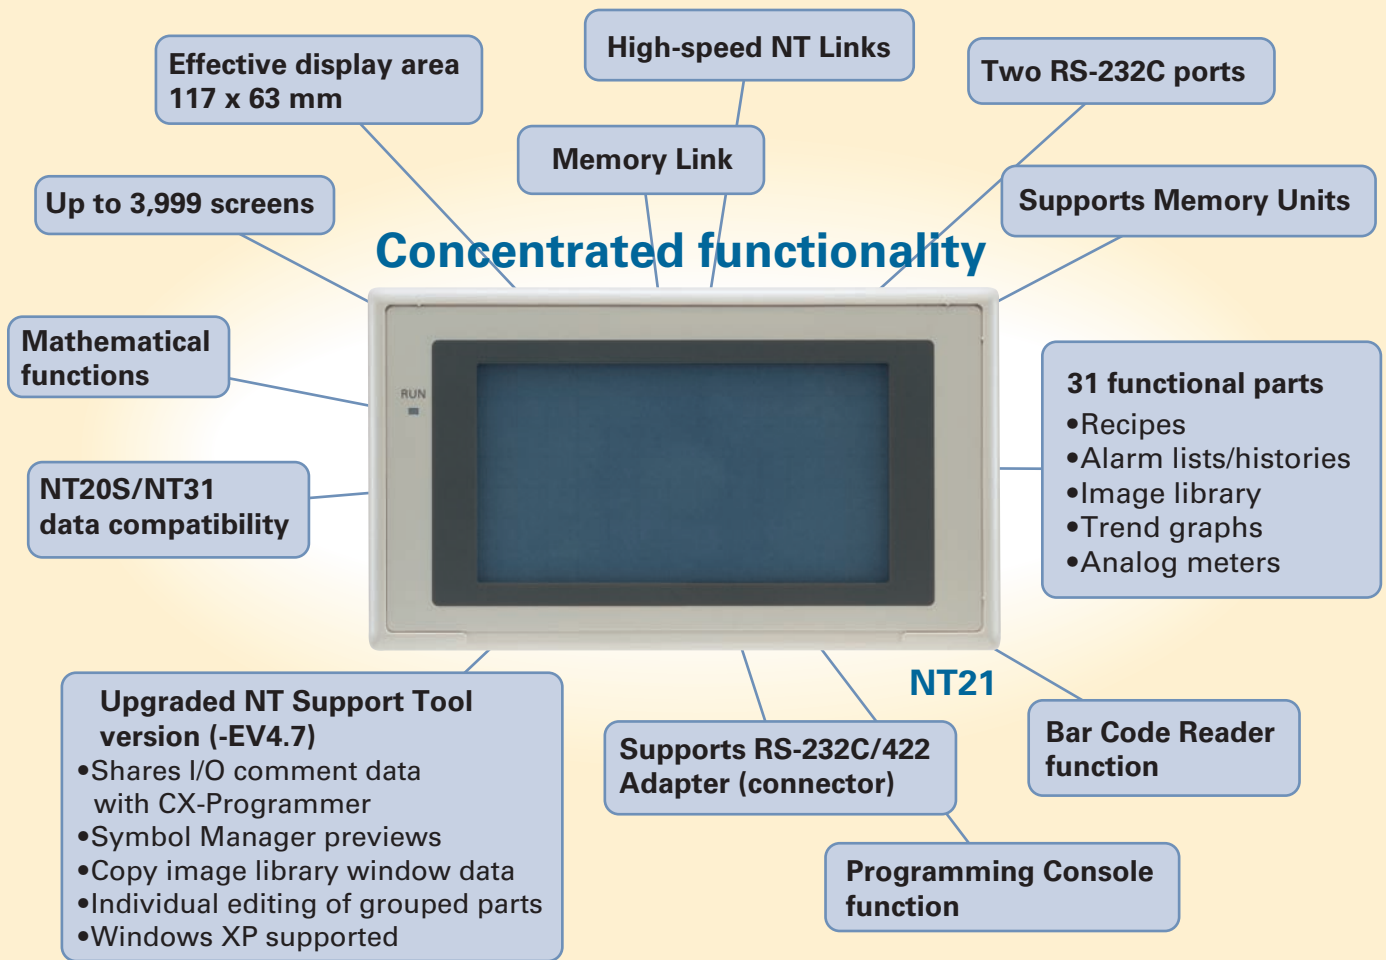 High-speed NT Links
Effective display area
117 x 63 mm
Two RS-232C ports
Memory Link
Up to 3,999 screens
Supports Memory Units
Concentrated functionality
Mathematical
functions
RUN
31 functional parts
•Recipes
•Alarm lists/histories
•Image library
•Trend graphs
•Analog meters
NT20S/NT31
data compatibility
NT21
Upgraded NT Support Tool
version (-EV4.7)
•Shares I/O comment data
with CX-Programmer
•Symbol Manager previews
•Copy image library window data
•Individual editing of grouped parts
•Windows XP supported
Supports RS-232C/422
Adapter (connector)
Bar Code Reader
function
Programming Console
function